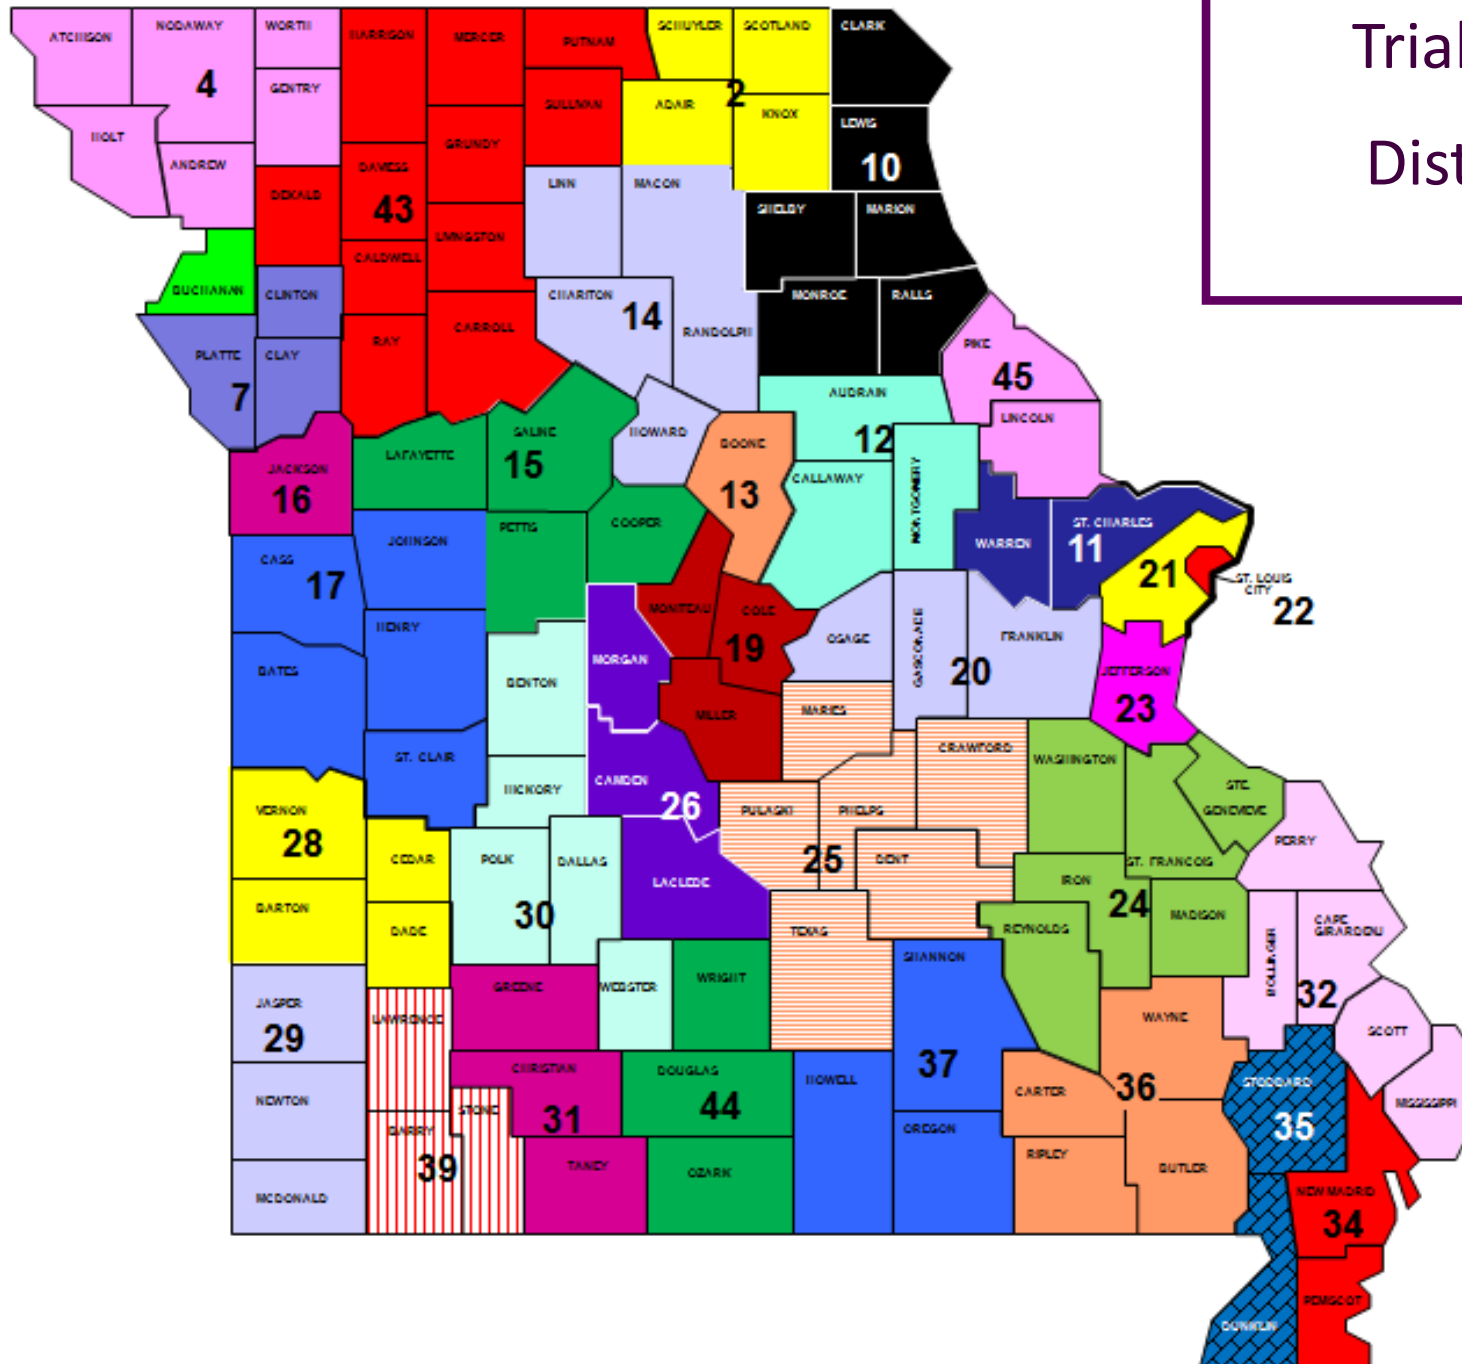 Trial
Dist
ATCHISON
NODAWAY
WORTH
HARRISON
MERCER
PUTNAM
SCHUYLER
SCOTLAND
CLARK
4
GENTRY
SULLIVAN
ADAIR
2
KNOX
LEWIS
HOLT
ANDREW
GRUNDY
10
DEKALB
DAVIESS
43
LINN
MACON
SHELBY
MARION
LIVINGSTON
CALDWELL
BUCHANAN
CLINTON
CHARITON
14
MONROE
RALLS
CARROLL
RANDOLPH
PLATTE
CLAY
RAY
PIKE
45
7
AUDRAIN
12
LINCOLN
LAFAYETTE
SALINE
15
HOWARD
BOONE
13
JACKSON
16
CALLAWAY
MONTGOMERY
COOPER
PETTIS
JOHNSON
WARREN
ST. CHARLES
11
CASS
17
21
ST. LOUIS
CITY
22
HENRY
MONITEAU
COLE
19
OSAGE
GASCONADE
FRANKLIN
20
BATES
BENTON
MORGAN
JEFFERSON
23
MILLER
MARIES
ST. CLAIR
HICKORY
CAMDEN
26
CRAWFORD
WASHINGTON
STE.
GENEVIEVE
VERNON
28
PULASKI
PHELPS
25
PERRY
CEDAR
POLK
DALLAS
DENT
ST. FRANCOIS
LACLEDE
IRON
24
MADISON
BARTON
30
DADE
TEXAS
REYNOLDS
BOLLINGER
CAPE
GIRARDEAU
32
SHANNON
JASPER
29
GREENE
WEBSTER
WRIGHT
LAWRENCE
WAYNE
SCOTT
CHRISTIAN
31
DOUGLAS
44
HOWELL
37
CARTER
36
STODDARD
35
MISSISSIPPI
NEWTON
STONE
BARRY
39
OREGON
TANEY
OZARK
RIPLEY
BUTLER
MCDONALD
NEW MADRID
34
PEMISCOT
DUNKLIN